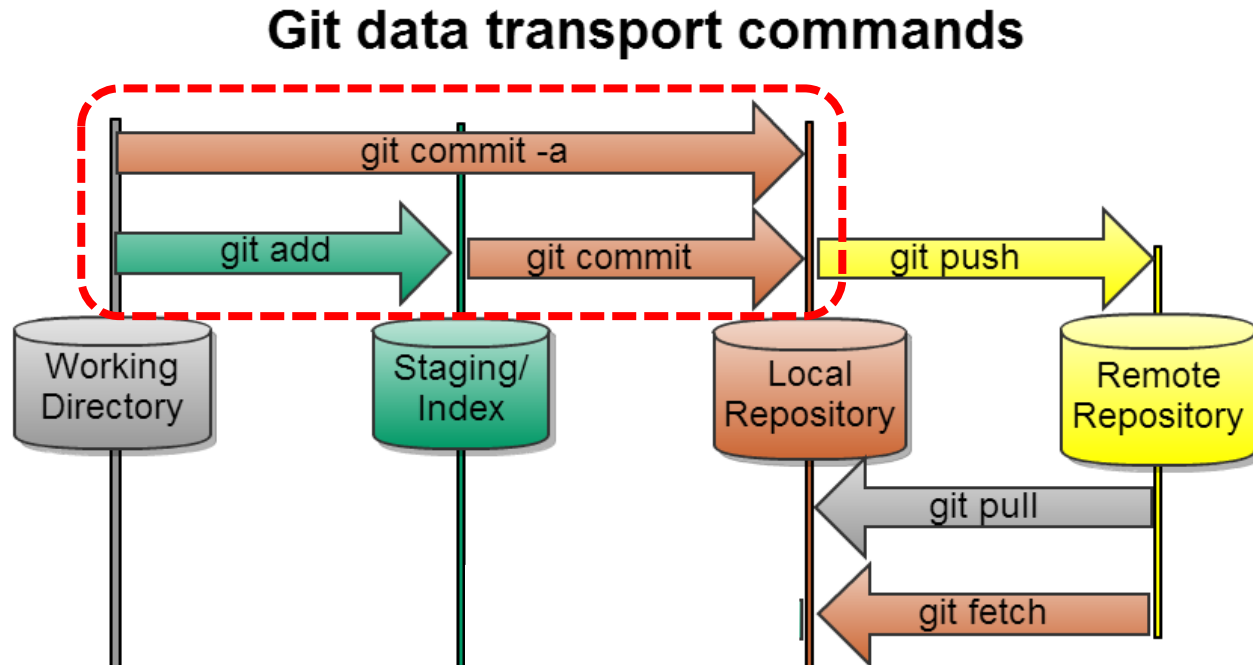 Git data transport commands
git commit -a
git add
git commit
git push
Working
Directory
Staging/
Index
Local
Repository
Remote
Repository
git pull
git fetch